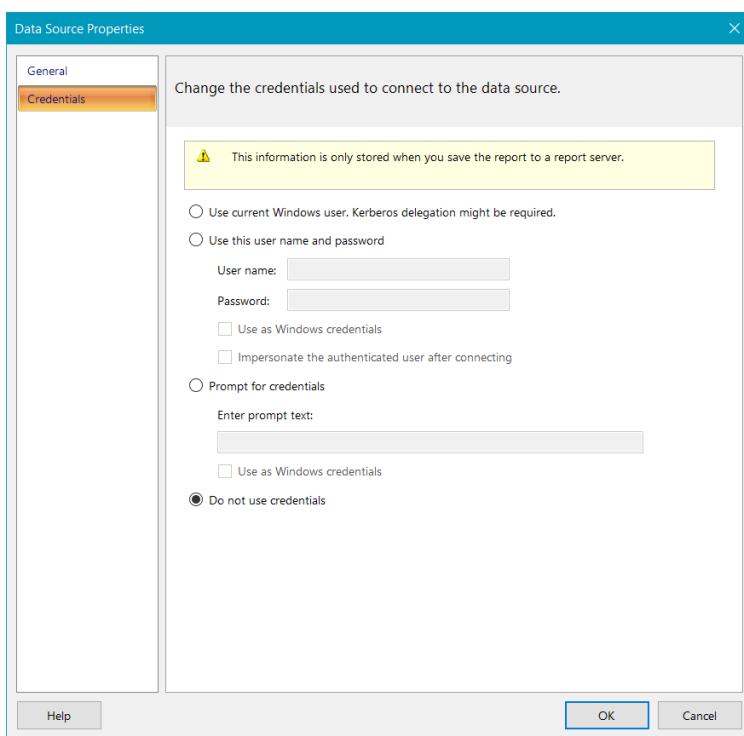 Data Source Properties
General
Credentials
Change the credentials used to connect to the data source.
This information is only stored when you save the report to a report server.
Use current Windows user. Kerberos delegation might be required.
Use this user name and password
User name:
Password:
Use as Windows credentials
Impersonate the authenticated user after connecting
Prompt for credentials
Enter prompt text:
Use as Windows credentials
Do not use credentials
Help
OK
Cancel